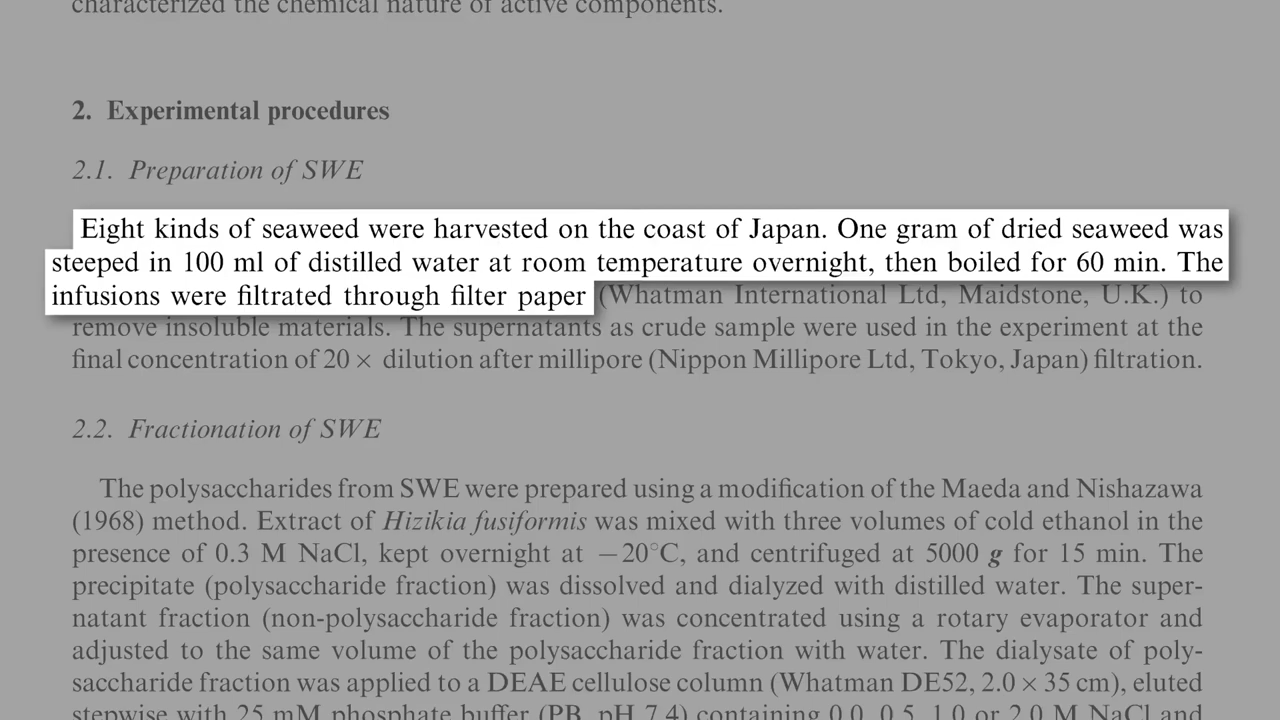 characterized the chemical nature of active components.
2. Experimental procedures
2.1. Preparation of SWE
Eight kinds of seaweed were harvested on the coast of Japan. One gram of dried seaweed was
steeped in 100 ml of distilled water at room temperature overnight, then boiled for 60 min. The
infusions were filtrated through filter paper (Whatman International Ltd, Maidstone, U.K.) to
remove insoluble materials. The supernatants as crude sample were used in the experiment at the
final concentration of 20 × dilution after millipore (Nippon Millipore Ltd, Tokyo, Japan) filtration.
2.2. Fractionation of SWE
The polysaccharides from SWE were prepared using a modification of the Maeda and Nishazawa
(1968) method. Extract of Hizikia fusiformis was mixed with three volumes of cold ethanol in the
presence of 0.3 M NaCl, kept overnight at −20°C, and centrifuged at 5000 g for 15 min. The
precipitate (polysaccharide fraction) was dissolved and dialyzed with distilled water. The super-
natant fraction (non-polysaccharide fraction) was concentrated using a rotary evaporator and
adjusted to the same volume of the polysaccharide fraction with water. The dialysate of poly-
saccharide fraction was applied to a DEAE cellulose column (Whatman DE52, 2.0 × 35 cm), eluted
stepwise with 25 mM phosphate buffer (PB, pH 7.4) containing 0.0, 0.5, 1.0 or 2.0 M NaCl and